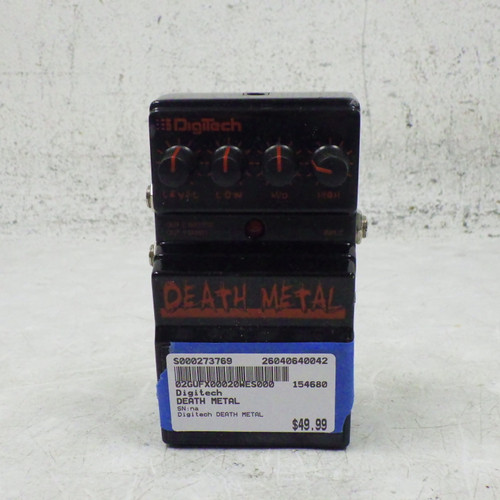 DigiTech
LEVEL LOW MID HIGH
DEATH METAL
S000273769 26040640042
02GUFX00020WES000 154680
Digitech
DEATH METAL
SN:na
Digitech DEATH METAL
$49.99